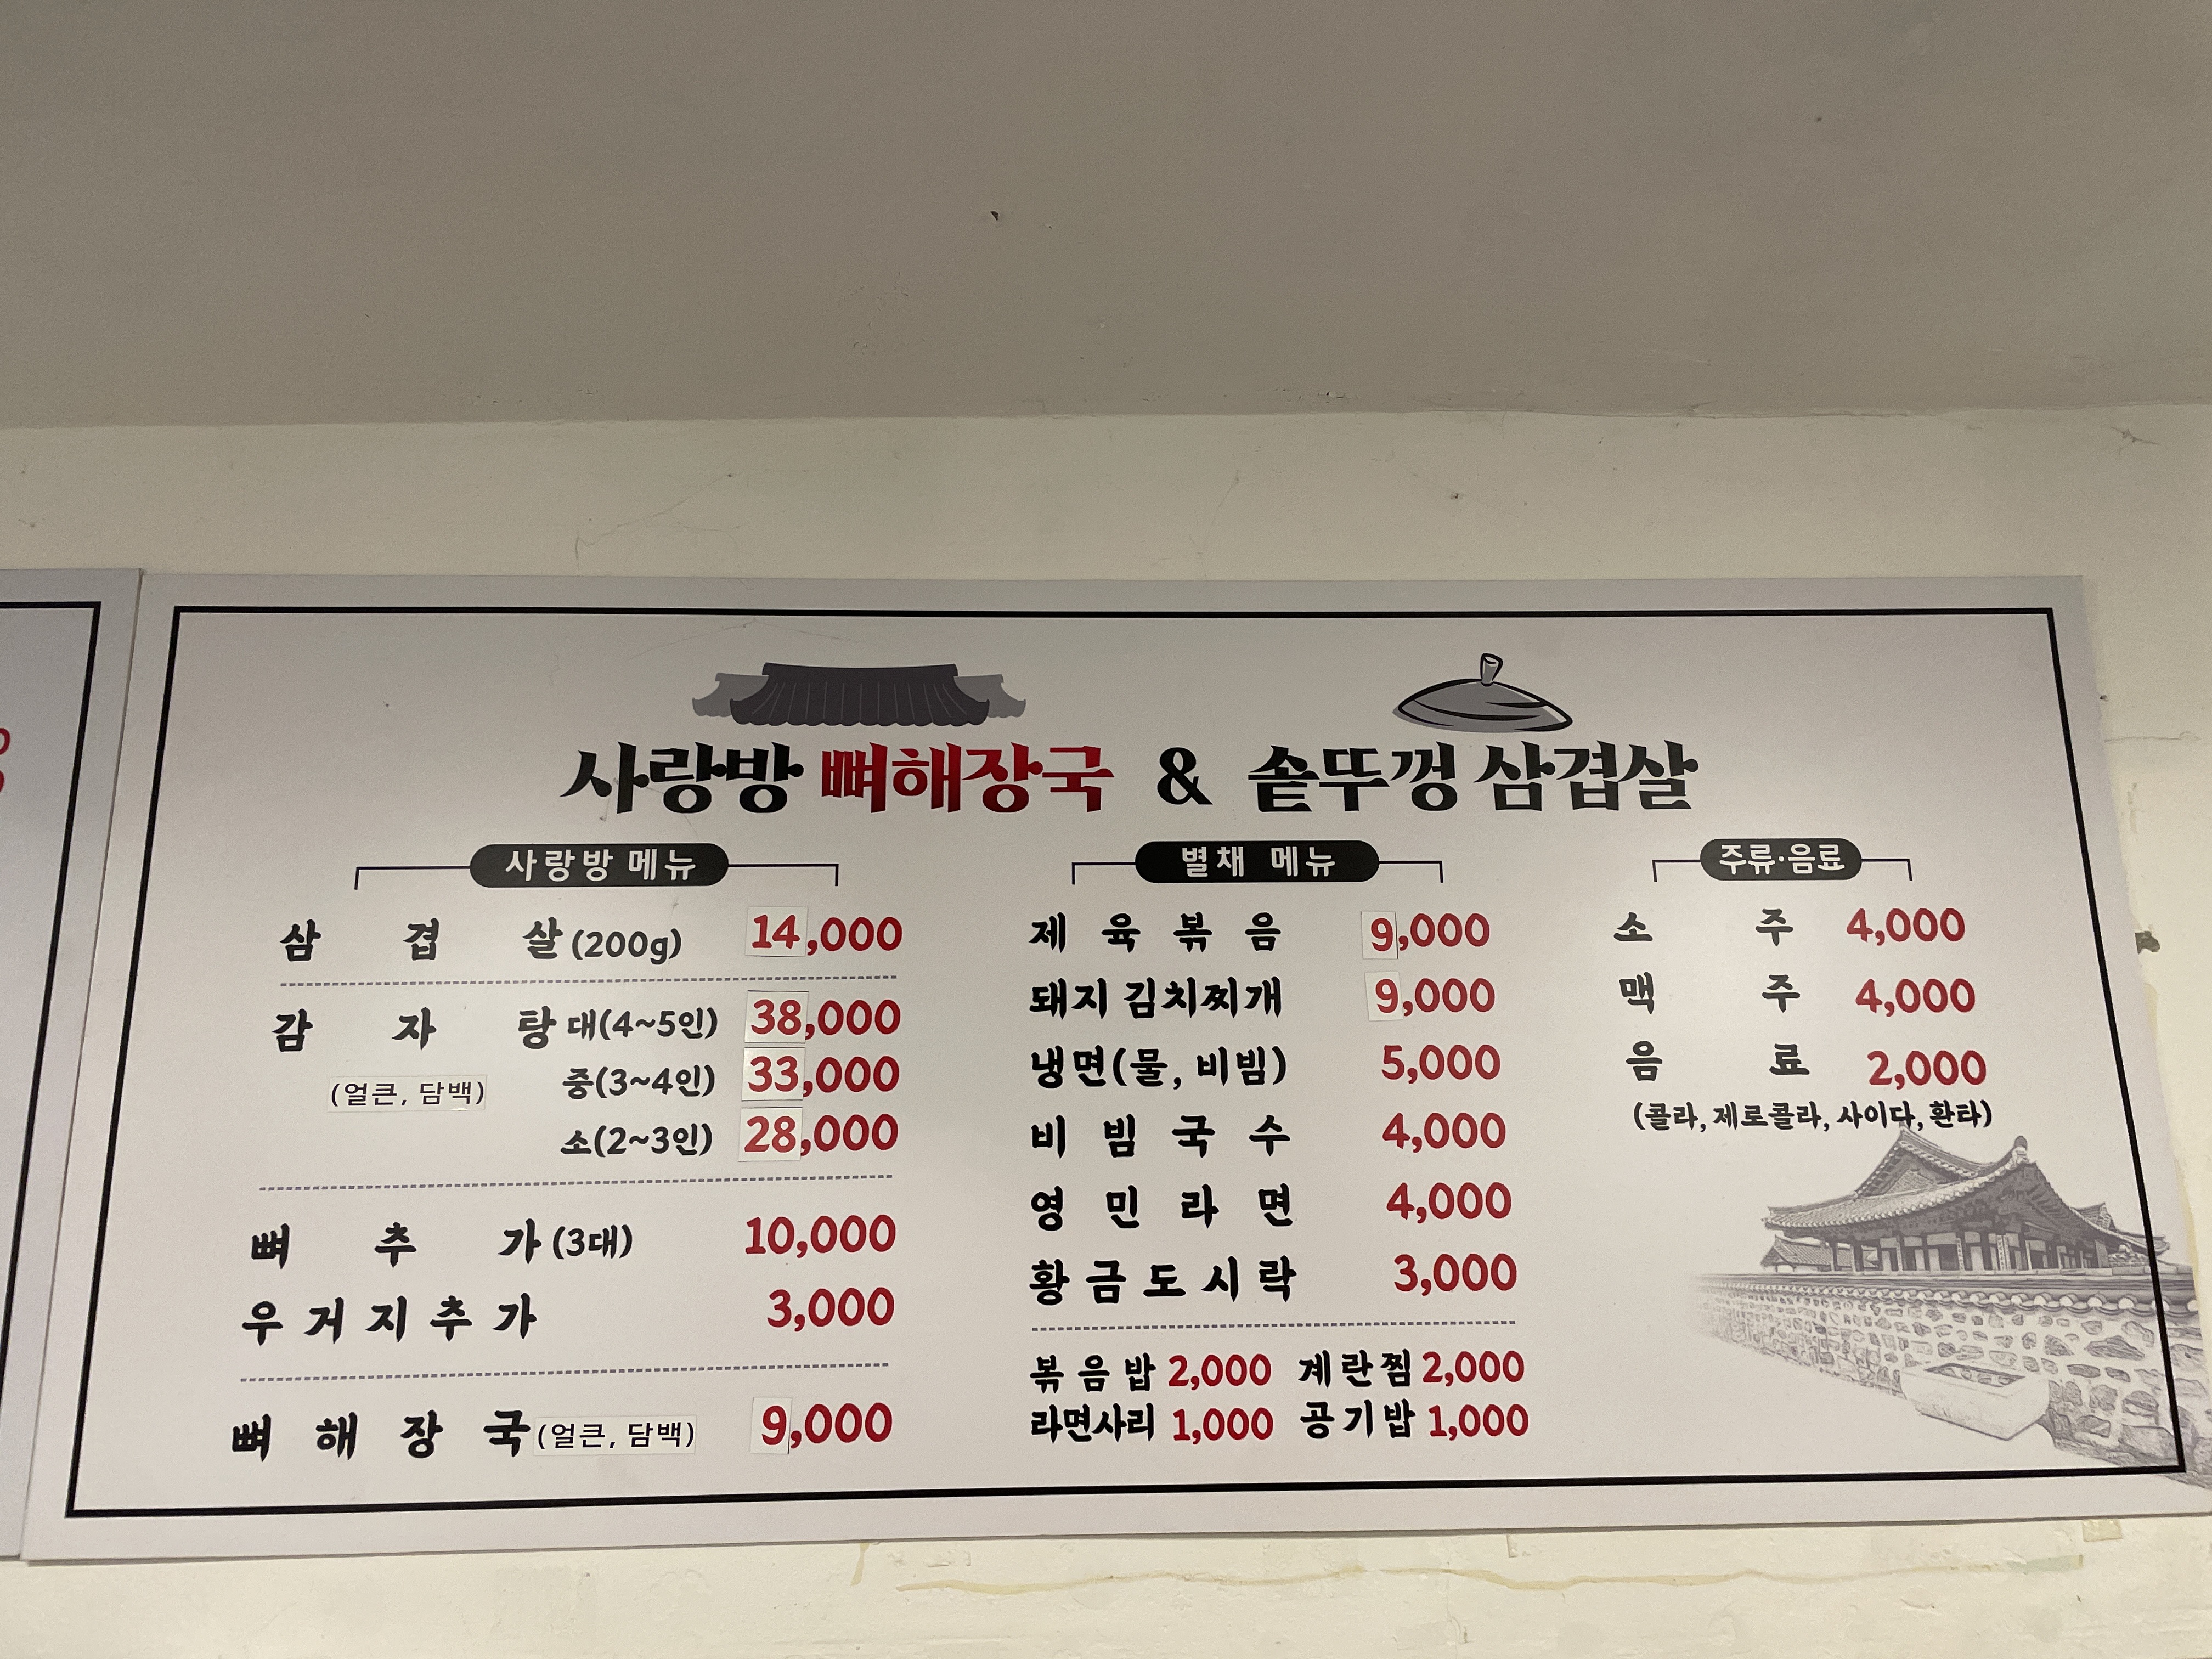 사랑방 뼈해장국 & 솥뚜껑 삼겹살
사랑방 메뉴
삼겹살(200g) 14,000
감자탕 대(4~5인) 38,000
(얼큰, 담백) 중(3~4인) 33,000
소(2~3인) 28,000
뼈추가(3대) 10,000
우거지추가 3,000
뼈해장국(얼큰, 담백) 9,000
별채 메뉴
제육볶음 9,000
돼지 김치찌개 9,000
냉면(물, 비빔) 5,000
비빔국수 4,000
영민라면 4,000
황금도시락 3,000
볶음밥 2,000 계란찜 2,000
라면사리 1,000 공기밥 1,000
주류·음료
소주 4,000
맥주 4,000
음료 2,000
(콜라, 제로콜라, 사이다, 환타)